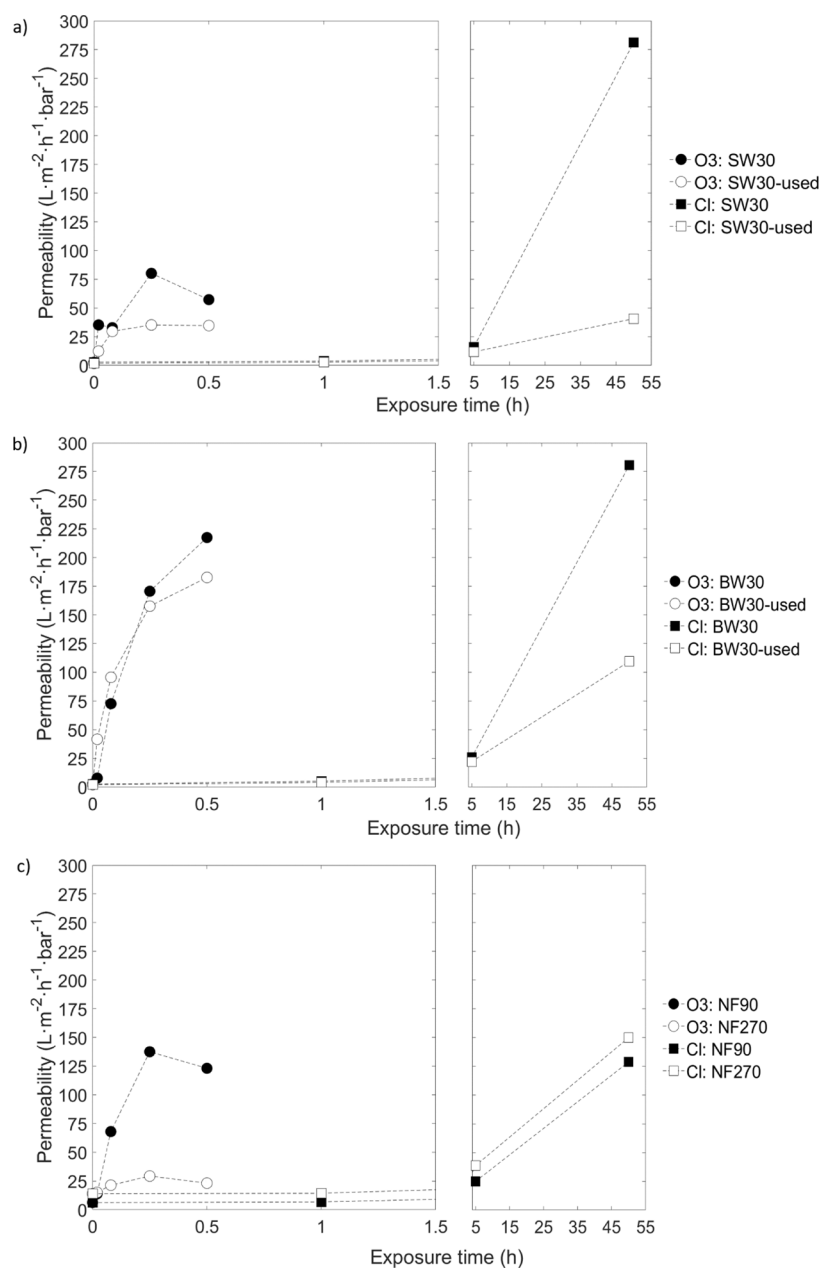 a)
300
275
250
225
200
175
150
125
100
75
50
25
0
Permeability (L·m⁻²·h⁻¹·bar⁻¹)
0 0.5 1 1.5
5 15 25 35 45 55
Exposure time (h)
O3: SW30
O3: SW30-used
Cl: SW30
Cl: SW30-used
b)
300
275
250
225
200
175
150
125
100
75
50
25
0
Permeability (L·m⁻²·h⁻¹·bar⁻¹)
0 0.5 1 1.5
5 15 25 35 45 55
Exposure time (h)
O3: BW30
O3: BW30-used
Cl: BW30
Cl: BW30-used
c)
300
275
250
225
200
175
150
125
100
75
50
25
0
Permeability (L·m⁻²·h⁻¹·bar⁻¹)
0 0.5 1 1.5
5 15 25 35 45 55
Exposure time (h)
O3: NF90
O3: NF270
Cl: NF90
Cl: NF270